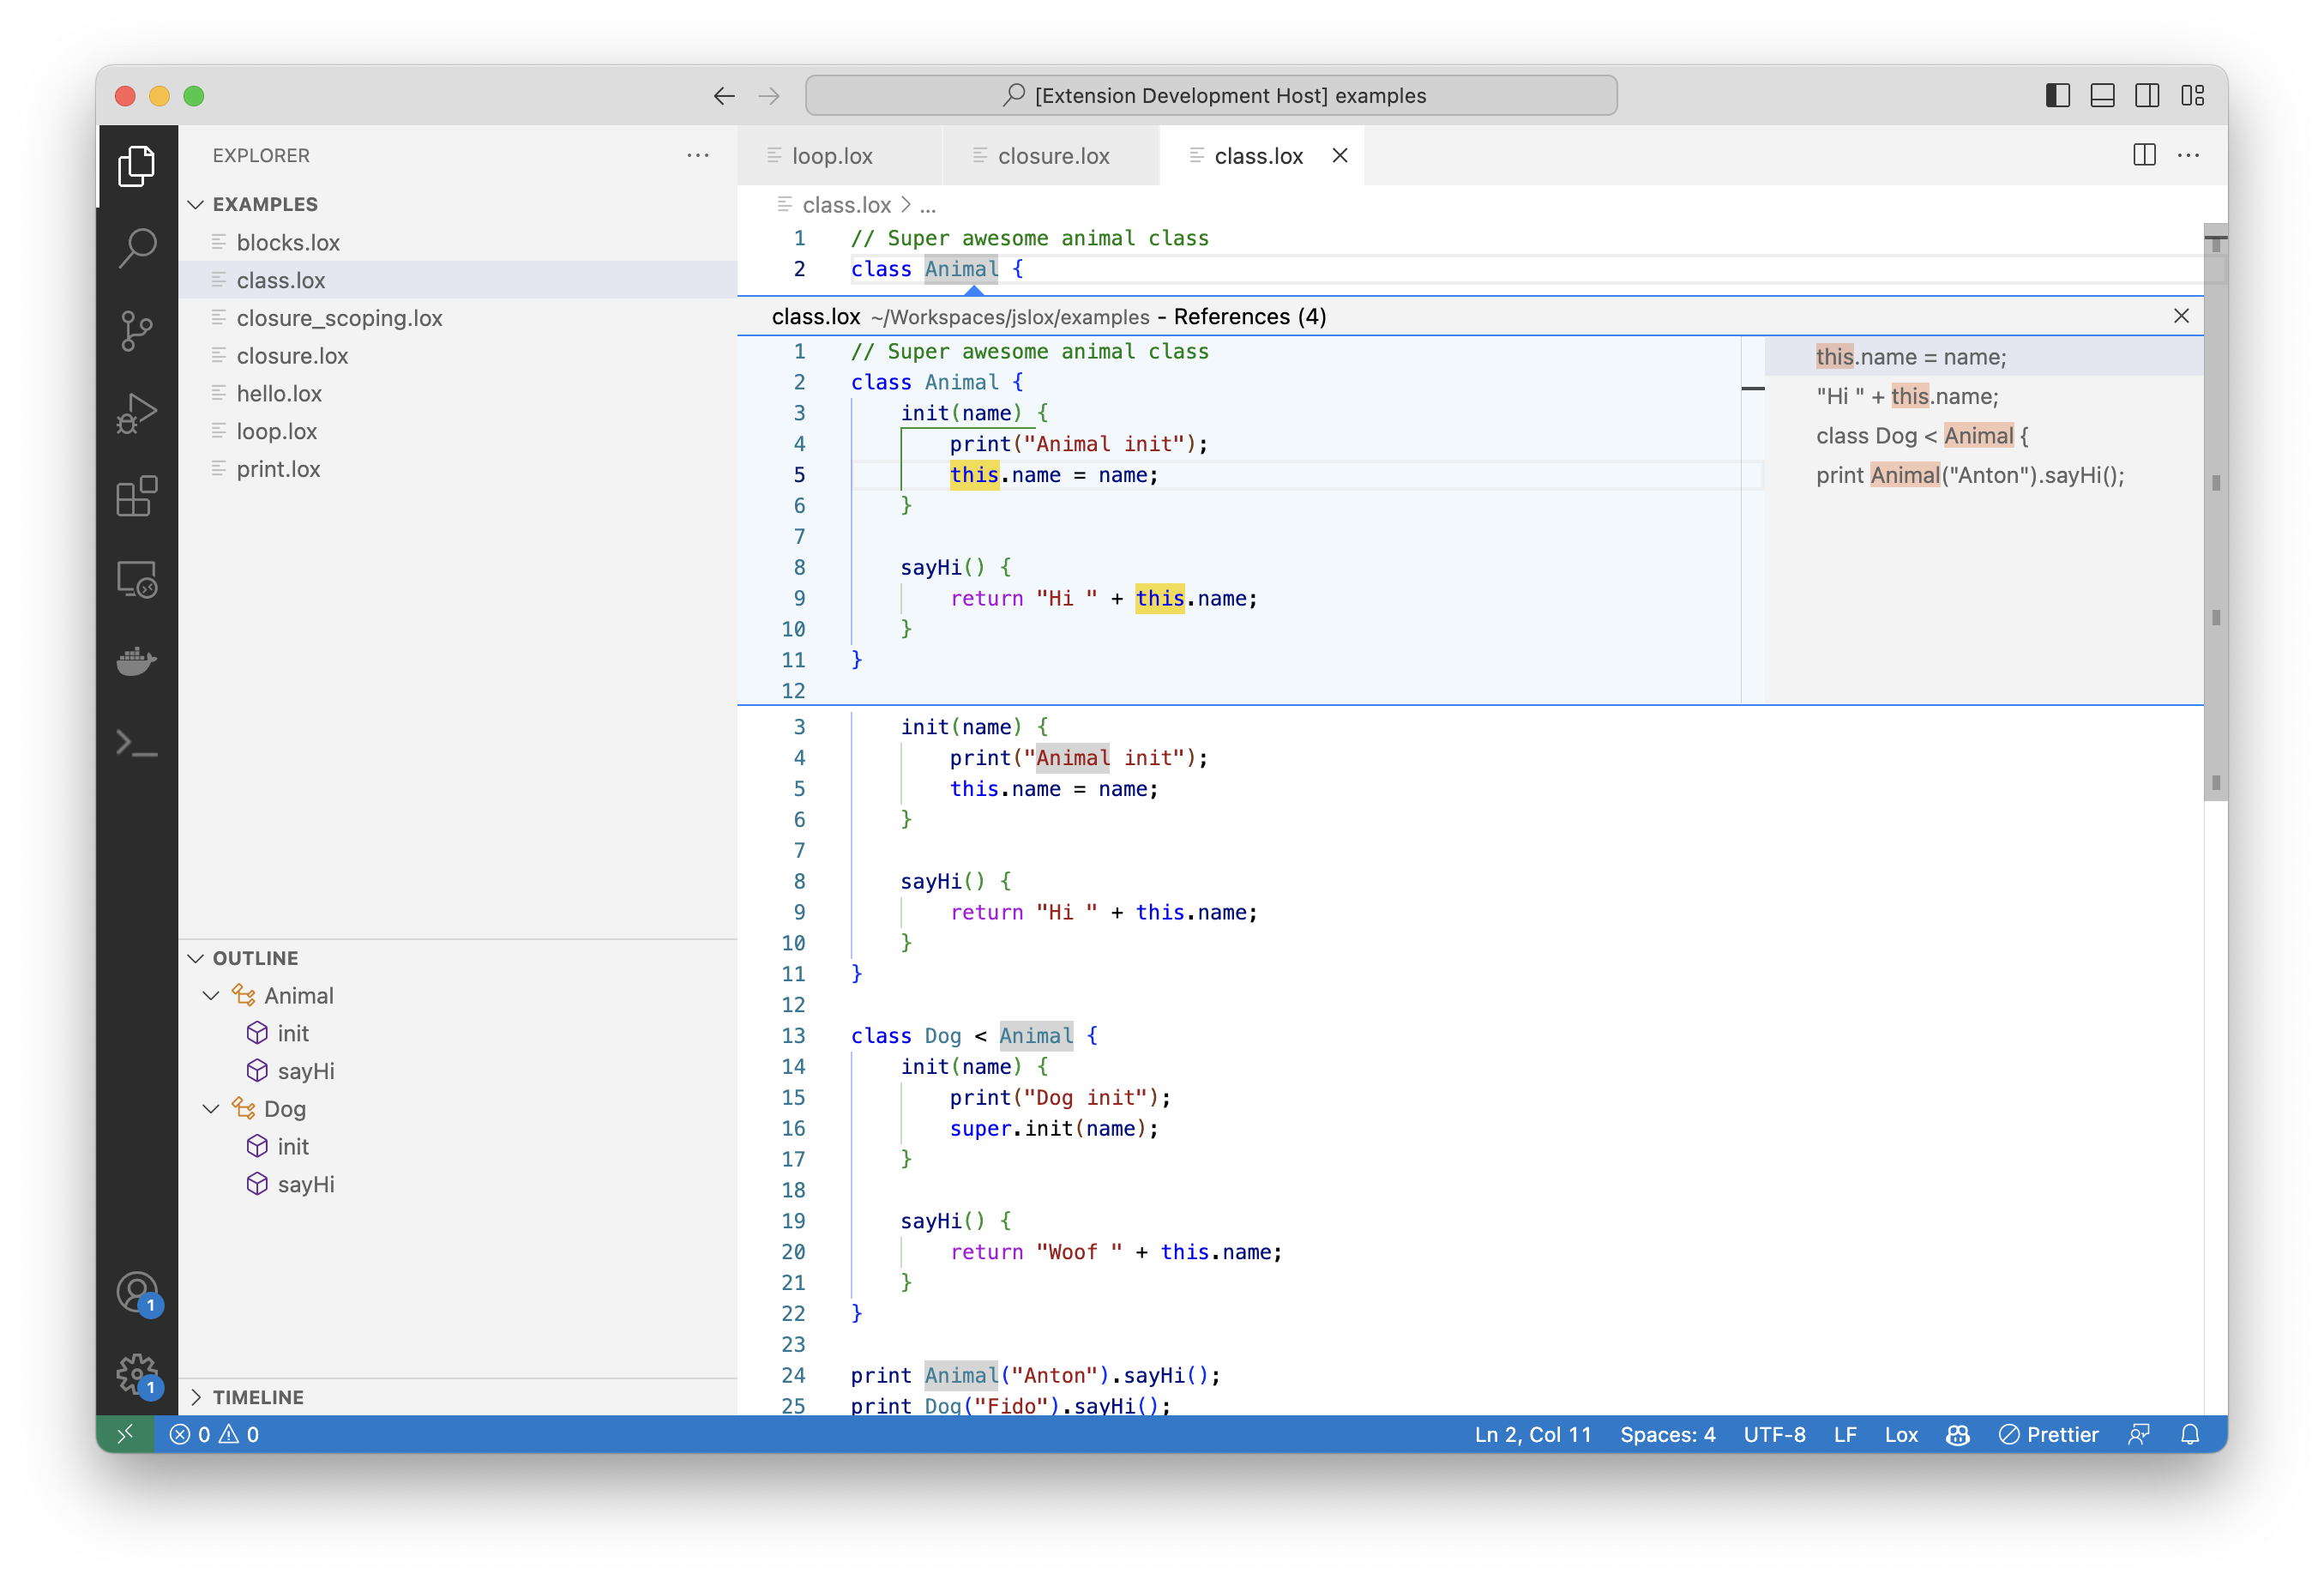 [Extension Development Host] examples
EXPLORER
EXAMPLES
blocks.lox
class.lox
closure_scoping.lox
closure.lox
hello.lox
loop.lox
print.lox
OUTLINE
Animal
init
sayHi
Dog
init
sayHi
TIMELINE
1
1
loop.lox
closure.lox
class.lox
class.lox > ...
1 // Super awesome animal class
2 class Animal {
class.lox ~/Workspaces/jslox/examples - References (4)
1 // Super awesome animal class
2 class Animal {
3 init(name) {
4 print("Animal init");
5 this.name = name;
6 }
7
8 sayHi() {
9 return "Hi " + this.name;
10 }
11 }
12
this.name = name;
"Hi " + this.name;
class Dog < Animal {
print Animal("Anton").sayHi();
3 init(name) {
4 print("Animal init");
5 this.name = name;
6 }
7
8 sayHi() {
9 return "Hi " + this.name;
10 }
11 }
12
13 class Dog < Animal {
14 init(name) {
15 print("Dog init");
16 super.init(name);
17 }
18
19 sayHi() {
20 return "Woof " + this.name;
21 }
22 }
23
24 print Animal("Anton").sayHi();
25 print Dog("Fido").sayHi();
0 0
Ln 2, Col 11 Spaces: 4 UTF-8 LF Lox Prettier